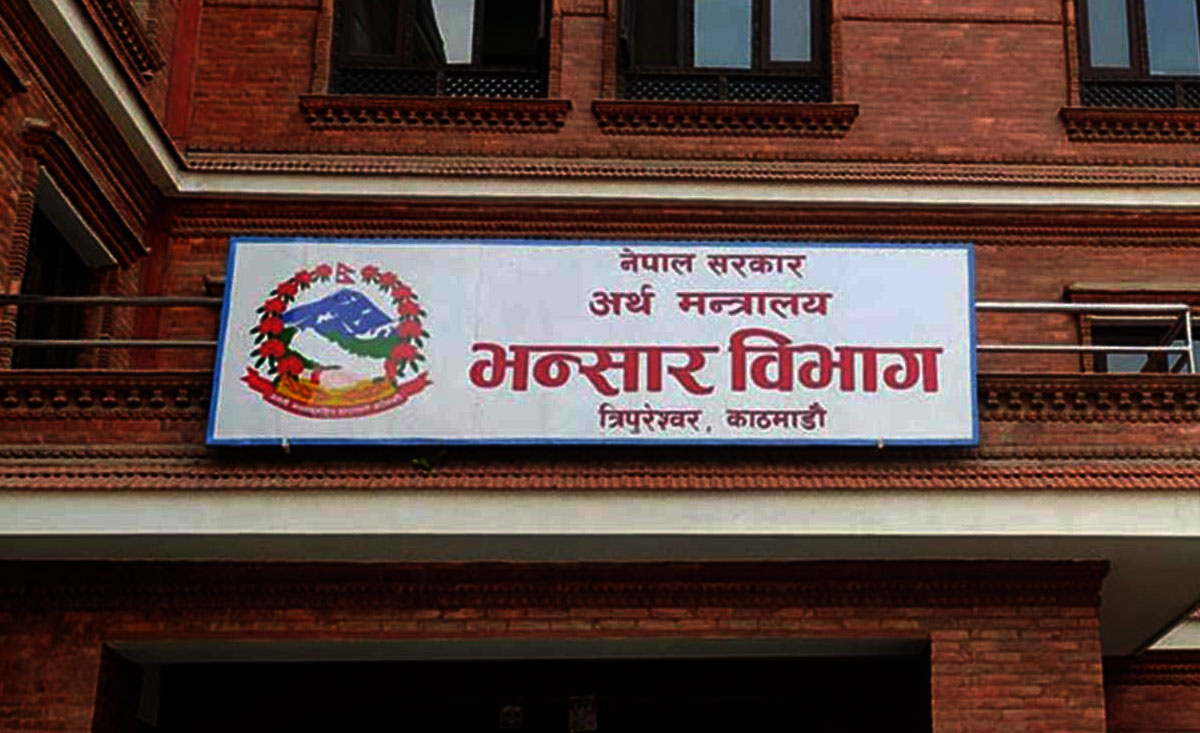 नेपाल सरकार
अर्थ मन्त्रालय
भन्सार विभाग
त्रिपुरेश्वर, काठमाडौं